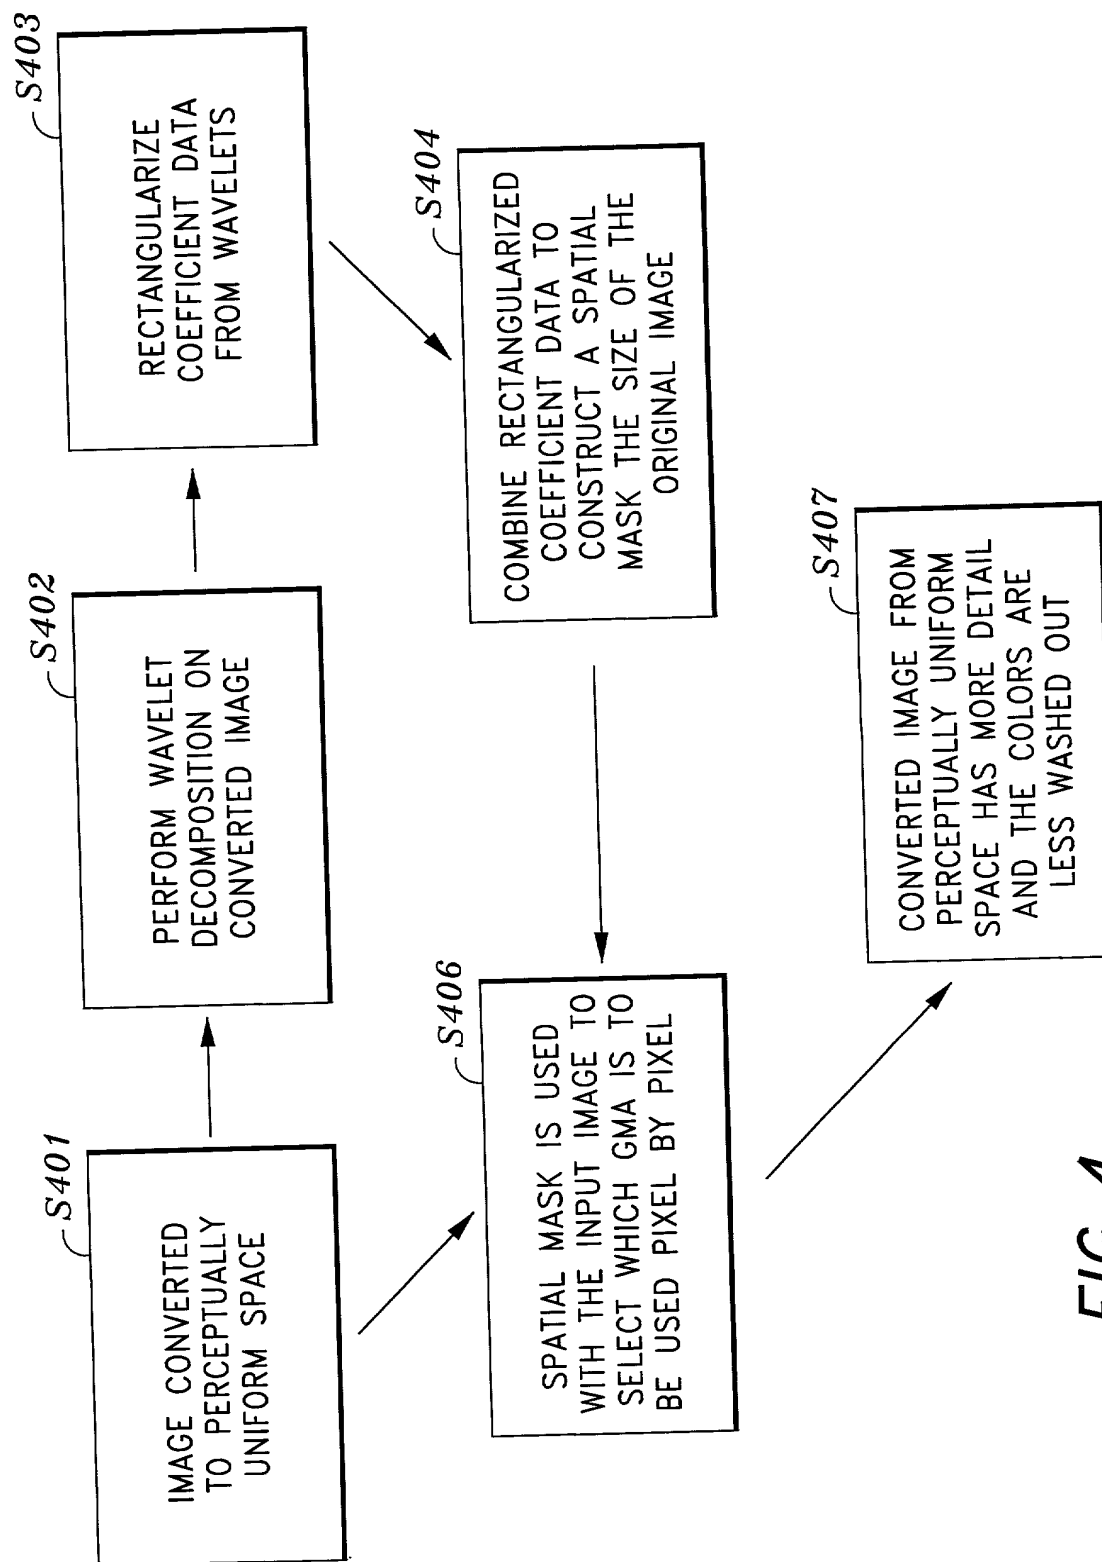 S401
IMAGE CONVERTED
TO PERCEPTUALLY
UNIFORM SPACE
S402
PERFORM WAVELET
DECOMPOSITION ON
CONVERTED IMAGE
S403
RECTANGULARIZE
COEFFICIENT DATA
FROM WAVELETS
S404
COMBINE RECTANGULARIZED
COEFFICIENT DATA TO
CONSTRUCT A SPATIAL
MASK THE SIZE OF THE
ORIGINAL IMAGE
S406
SPATIAL MASK IS USED
WITH THE INPUT IMAGE TO
SELECT WHICH GMA IS TO
BE USED PIXEL BY PIXEL
S407
CONVERTED IMAGE FROM
PERCEPTUALLY UNIFORM
SPACE HAS MORE DETAIL
AND THE COLORS ARE
LESS WASHED OUT
FIG. 4